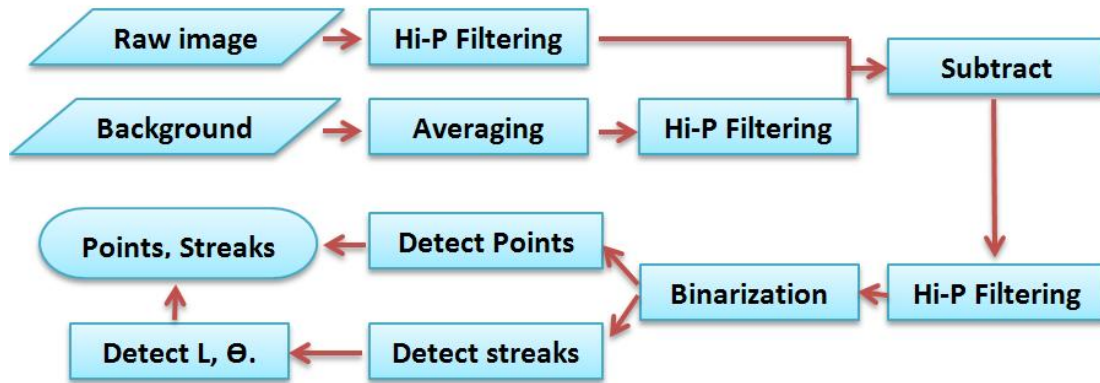 Raw image
Hi-P Filtering
Subtract
Background
Averaging
Hi-P Filtering
Points, Streaks
Detect Points
Binarization
Hi-P Filtering
Detect L, Ө.
Detect streaks